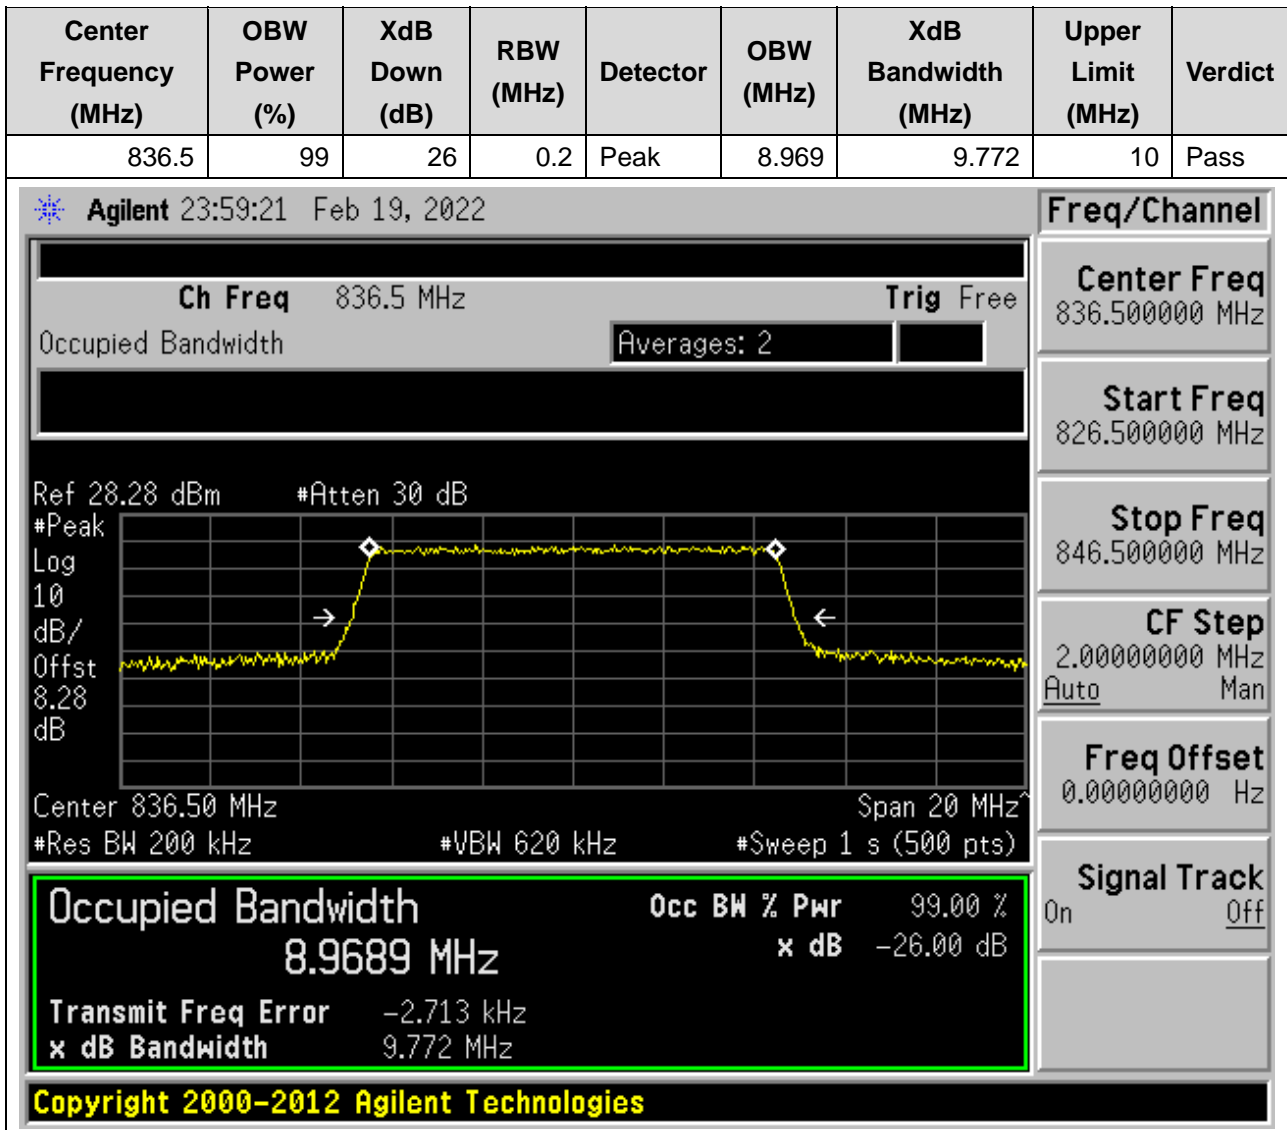 Center Frequency (MHz) OBW Power (%) XdB Down (dB) RBW (MHz) Detector OBW (MHz) XdB Bandwidth (MHz) Upper Limit (MHz) Verdict
836.5 99 26 0.2 Peak 8.969 9.772 10 Pass
Agilent 23:59:21 Feb 19, 2022
Ch Freq 836.5 MHz Trig Free
Occupied Bandwidth Averages: 2
Ref 28.28 dBm #Atten 30 dB
#Peak
Log
10
dB/
Offst
8.28
dB
Center 836.50 MHz Span 20 MHz^
#Res BW 200 kHz #VBW 620 kHz #Sweep 1 s (500 pts)
Occupied Bandwidth Occ BW % Pwr 99.00 %
8.9689 MHz x dB -26.00 dB
Transmit Freq Error -2.713 kHz
x dB Bandwidth 9.772 MHz
Copyright 2000-2012 Agilent Technologies
Freq/Channel
Center Freq
836.500000 MHz
Start Freq
826.500000 MHz
Stop Freq
846.500000 MHz
CF Step
2.00000000 MHz
Auto Man
Freq Offset
0.00000000 Hz
Signal Track
On Off